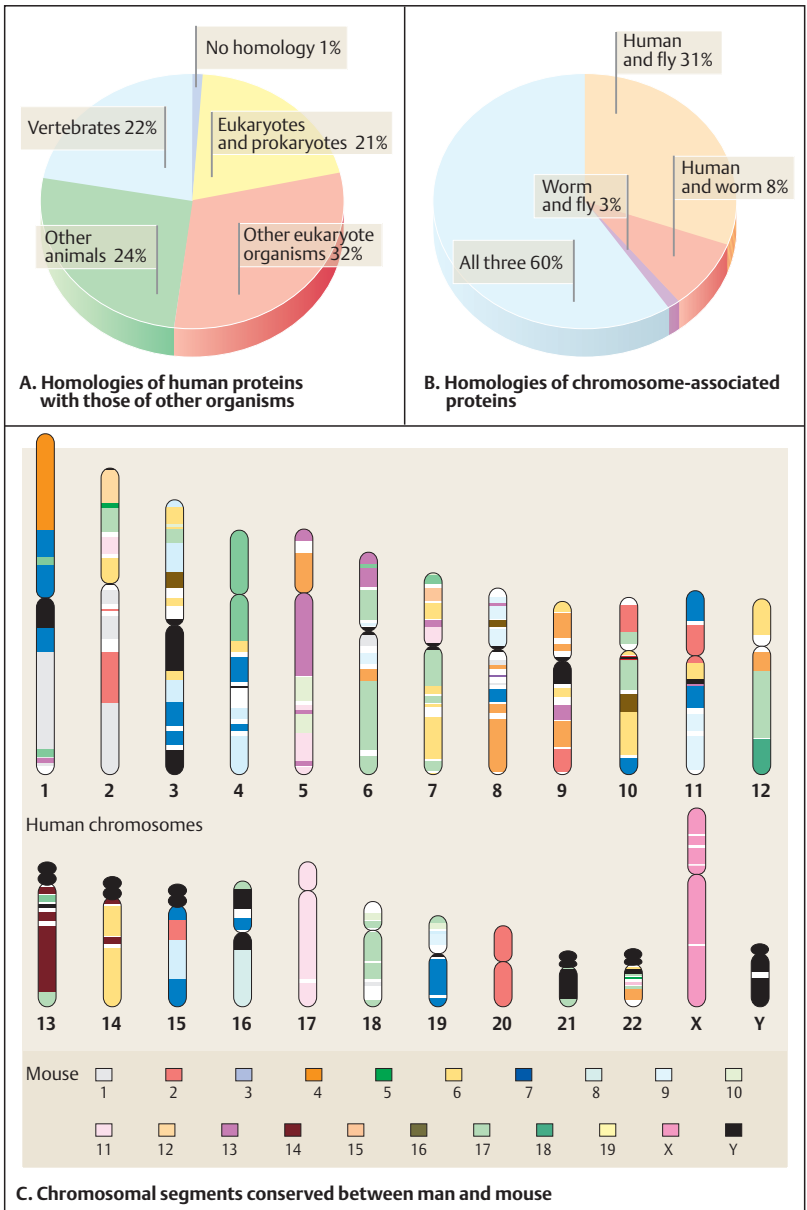 No homology 1%
Vertebrates 22%
Eukaryotes
and prokaryotes 21%
Other
animals 24%
Other eukaryote
organisms 32%
A. Homologies of human proteins
with those of other organisms
Human
and fly 31%
Human
and worm 8%
Worm
and fly 3%
All three 60%
B. Homologies of chromosome-associated
proteins
1 2 3 4 5 6 7 8 9 10 11 12
Human chromosomes
13 14 15 16 17 18 19 20 21 22 X Y
Mouse
1 2 3 4 5 6 7 8 9 10
11 12 13 14 15 16 17 18 19 X Y
C. Chromosomal segments conserved between man and mouse